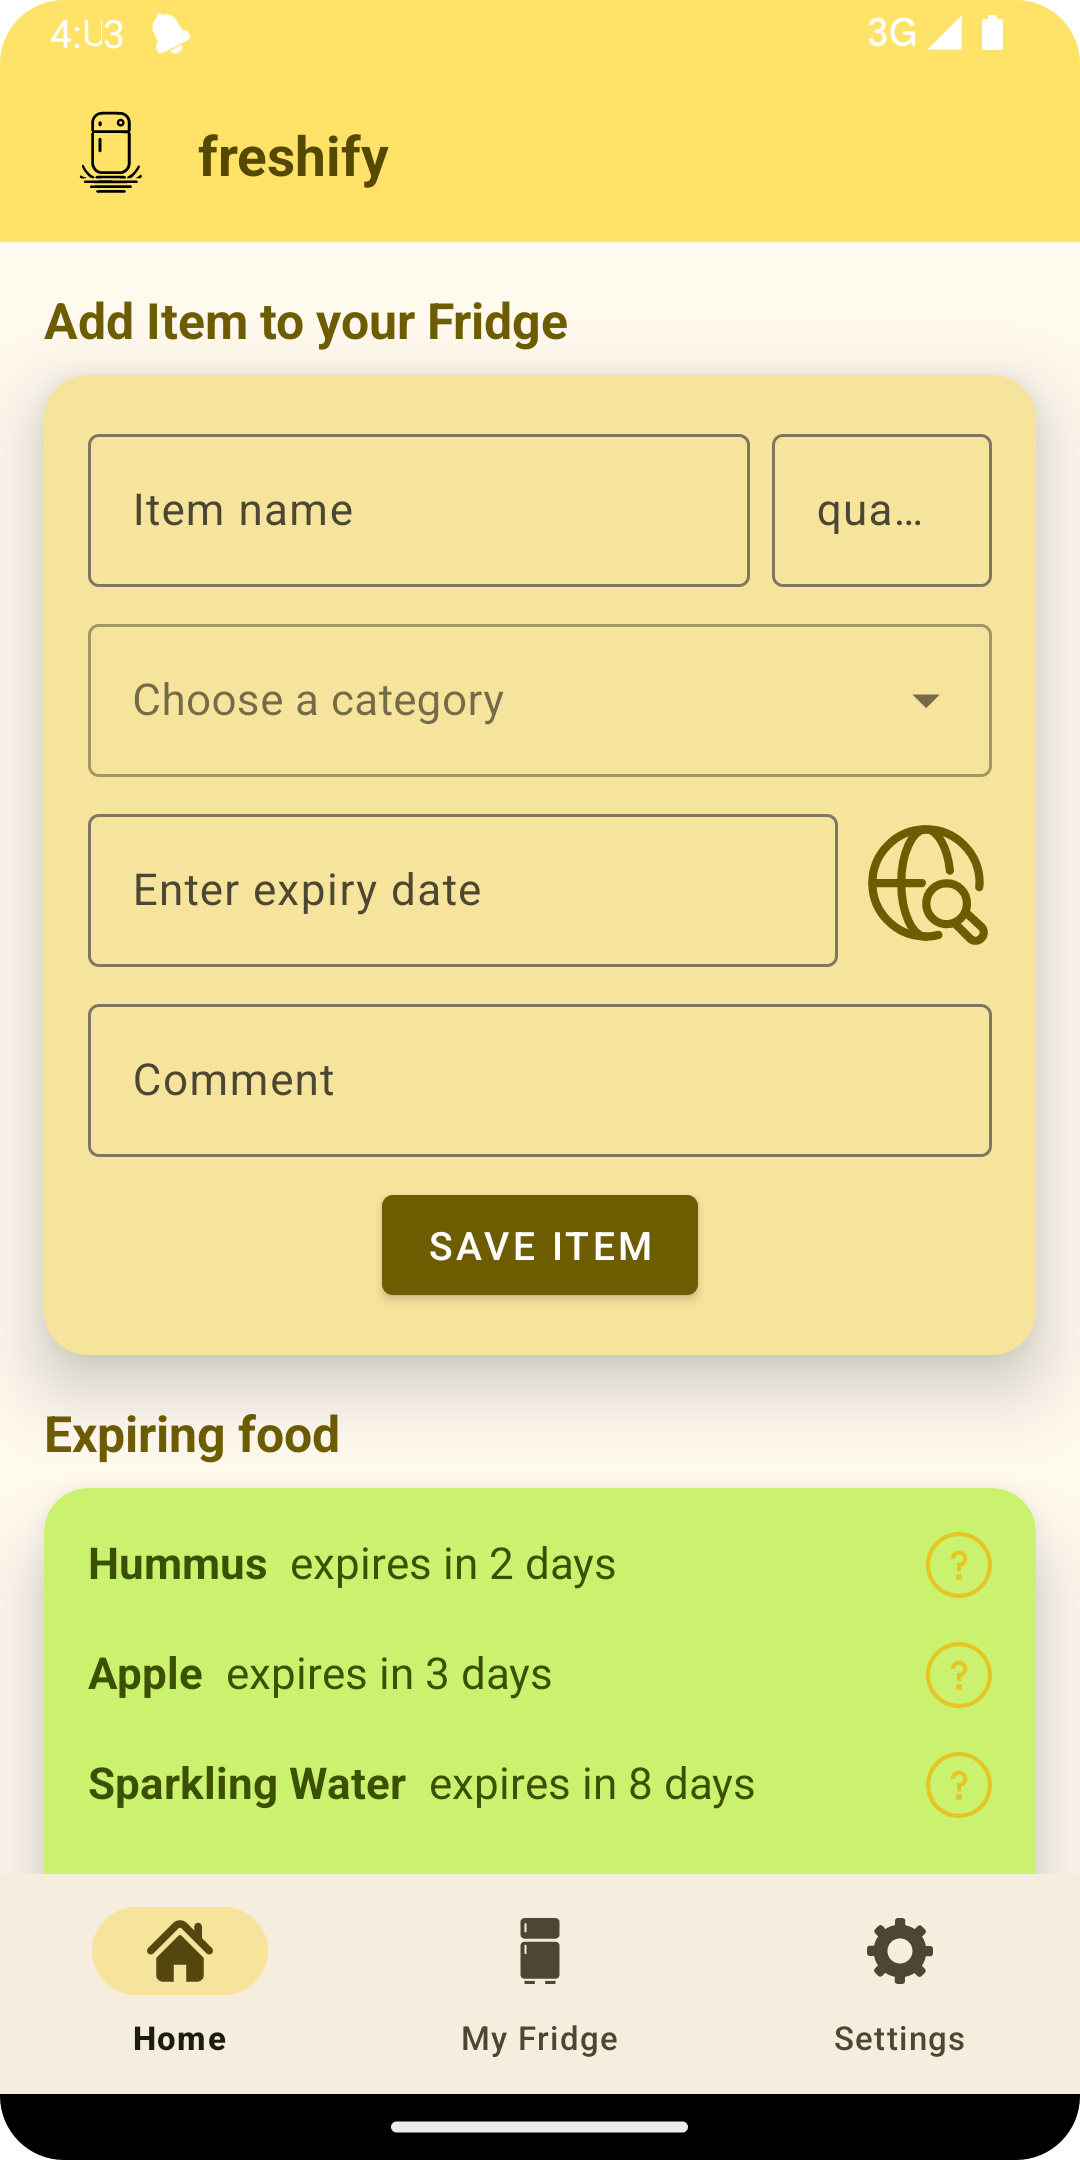 3G
freshify
Add Item to your Fridge
Item name
qua...
Choose a category
Enter expiry date
Comment
SAVE ITEM
Expiring food
Hummus expires in 2 days
?
Apple expires in 3 days
?
Sparkling Water expires in 8 days
?
Home
My Fridge
Settings